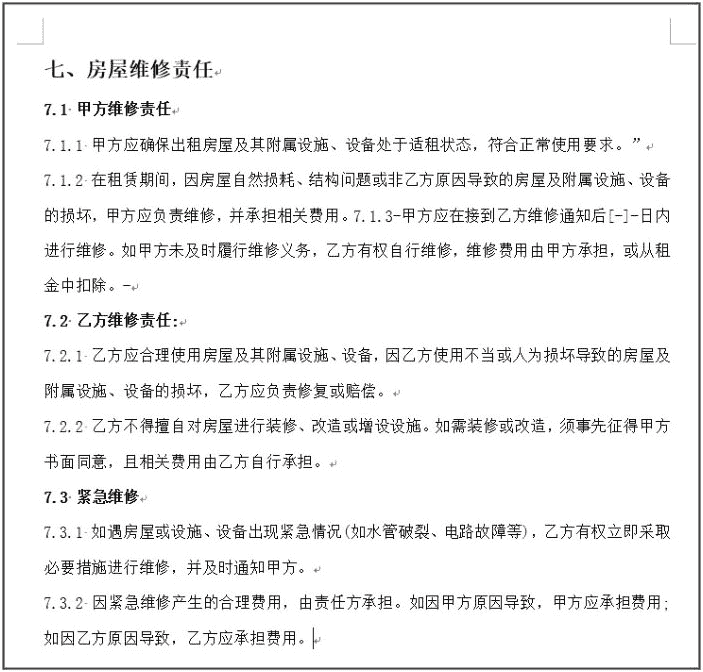 七、房屋维修责任
7.1 甲方维修责任
7.1.1 甲方应确保出租房屋及其附属设施、设备处于适租状态，符合正常使用要求。”
7.1.2 在租赁期间，因房屋自然损耗、结构问题或非乙方原因导致的房屋及附属设施、设备
的损坏，甲方应负责维修，并承担相关费用。7.1.3-甲方应在接到乙方维修通知后[-]-日内
进行维修。如甲方未及时履行维修义务，乙方有权自行维修，维修费用由甲方承担，或从租
金中扣除。-
7.2 乙方维修责任:
7.2.1 乙方应合理使用房屋及其附属设施、设备，因乙方使用不当或人为损坏导致的房屋及
附属设施、设备的损坏，乙方应负责修复或赔偿。
7.2.2 乙方不得擅自对房屋进行装修、改造或增设设施。如需装修或改造，须事先征得甲方
书面同意，且相关费用由乙方自行承担。
7.3 紧急维修
7.3.1 如遇房屋或设施、设备出现紧急情况(如水管破裂、电路故障等)，乙方有权立即采取
必要措施进行维修，并及时通知甲方。
7.3.2 因紧急维修产生的合理费用，由责任方承担。如因甲方原因导致，甲方应承担费用;
如因乙方原因导致，乙方应承担费用。